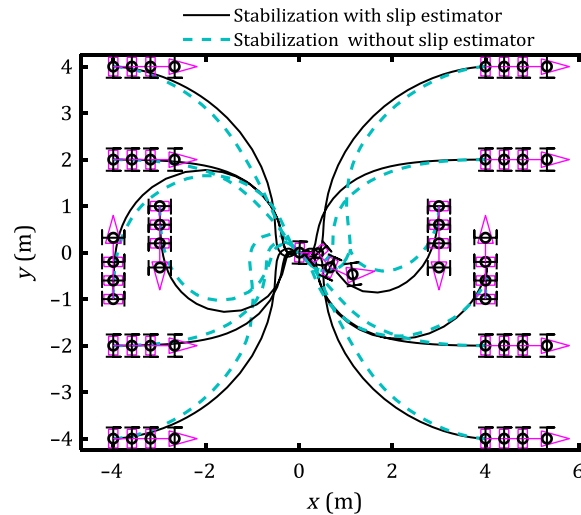 Stabilization with slip estimator
Stabilization without slip estimator
4
3
2
1
0
−1
−2
−3
−4
y (m)
−4 −2 0 2 4 6
x (m)